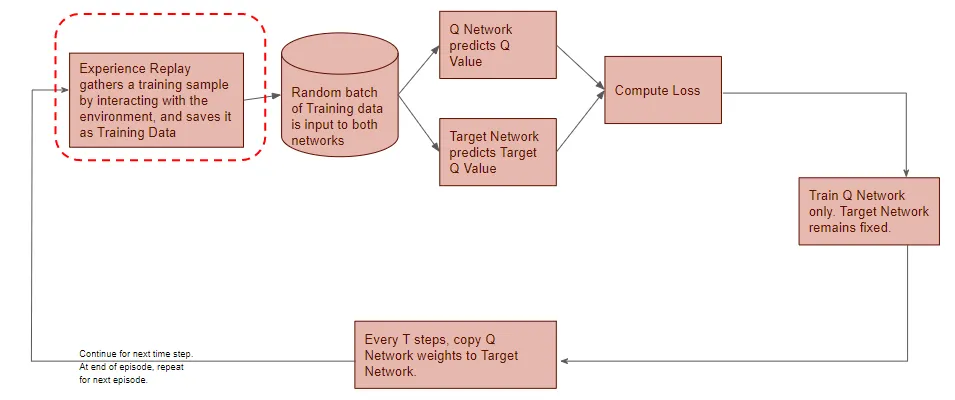 Experience Replay
gathers a training sample
by interacting with the
environment, and saves it
as Training Data
Random batch
of Training data
is input to both
networks
Q Network
predicts Q
Value
Target Network
predicts Target
Q Value
Compute Loss
Train Q Network
only. Target Network
remains fixed.
Every T steps, copy Q
Network weights to Target
Network.
Continue for next time step.
At end of episode, repeat
for next episode.